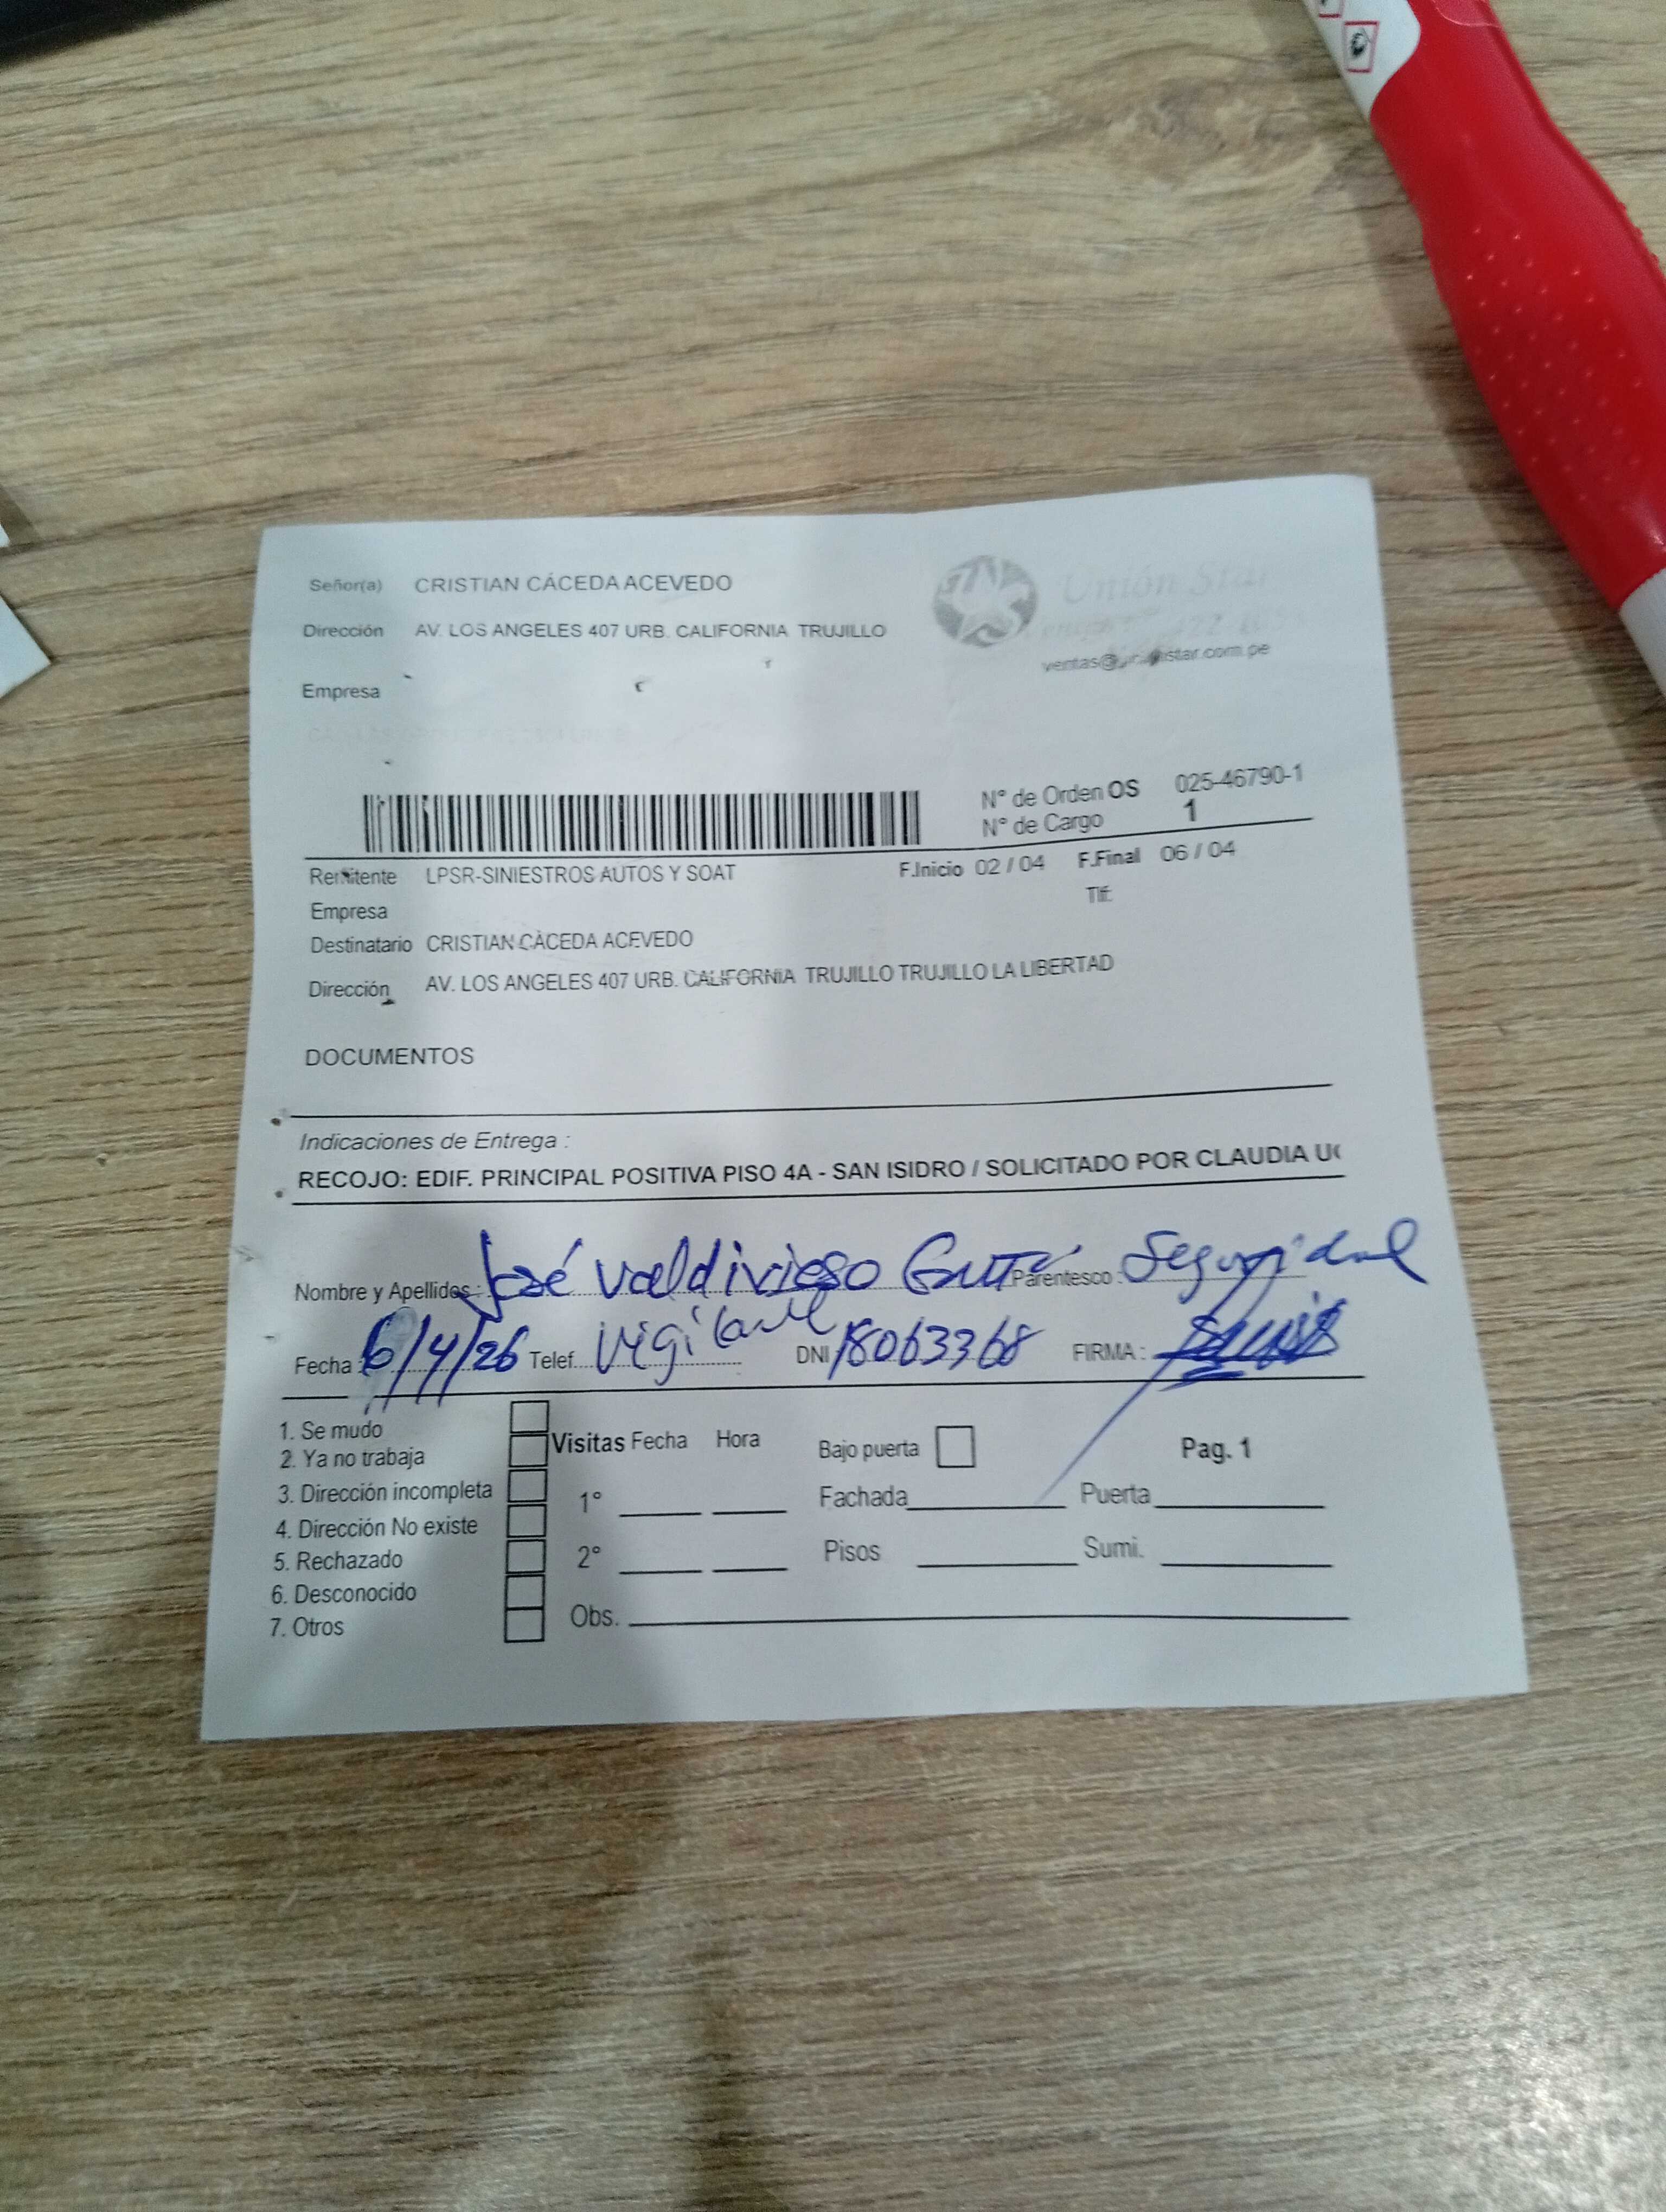 Señor(a) CRISTIAN CÁCEDA ACEVEDO
Dirección AV. LOS ANGELES 407 URB. CALIFORNIA TRUJILLO
Unión Star
Empresa
N° de Orden OS 025-46790-1
N° de Cargo 1
Remitente LPSR-SINIESTROS AUTOS Y SOAT F.Inicio 02 / 04 F.Final 06 / 04
Empresa Tlf:
Destinatario CRISTIAN CÀCEDA ACEVEDO
Dirección AV. LOS ANGELES 407 URB. CALIFORNIA TRUJILLO TRUJILLO LA LIBERTAD
DOCUMENTOS
Indicaciones de Entrega :
RECOJO: EDIF. PRINCIPAL POSITIVA PISO 4A - SAN ISIDRO / SOLICITADO POR CLAUDIA
Nombre y Apellidos : José Valdivieso Parentesco : Seguridad
Fecha : 6/4/26 Telef. Vigilante DNI 18063368 FIRMA :
1. Se mudo
2. Ya no trabaja
3. Dirección incompleta
4. Dirección No existe
5. Rechazado
6. Desconocido
7. Otros
Visitas Fecha Hora Bajo puerta Pag. 1
1° Fachada Puerta
2° Pisos Sumi.
Obs.